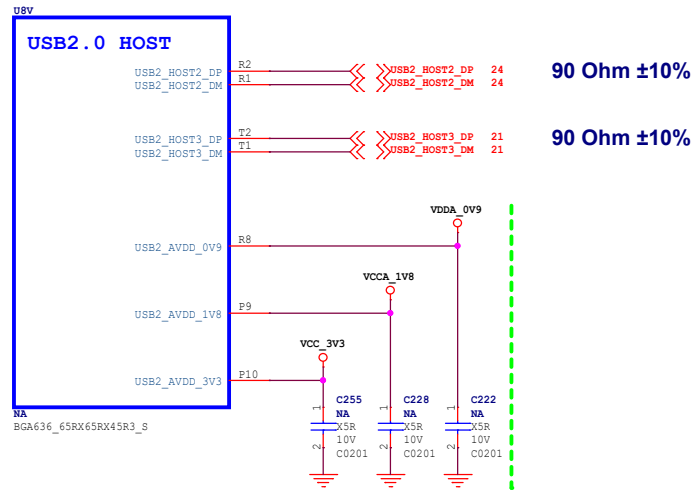 U8V
USB2.0 HOST
USB2_HOST2_DP R2 USB2_HOST2_DP 24 90 Ohm ±10%
USB2_HOST2_DM R1 USB2_HOST2_DM 24
USB2_HOST3_DP T2 USB2_HOST3_DP 21 90 Ohm ±10%
USB2_HOST3_DM T1 USB2_HOST3_DM 21
VDDA_0V9
USB2_AVDD_0V9 R8
VCCA_1V8
USB2_AVDD_1V8 P9
VCC_3V3
USB2_AVDD_3V3 P10
C255 C228 C222
1 NA 1 NA 1 NA
X5R X5R X5R
10V 10V 10V
2 C0201 2 C0201 2 C0201
NA
BGA636_65RX65RX45R3_S